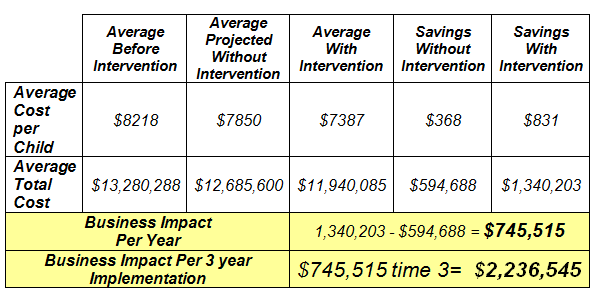 Average
Before
Intervention
Average
Projected
Without
Intervention
Average
With
Intervention
Savings
Without
Intervention
Savings
With
Intervention
Average
Cost
per
Child
$8218
$7850
$7387
$368
$831
Average
Total
Cost
$13,280,288
$12,685,600
$11,940,085
$594,688
$1,340,203
Business Impact
Per Year
1,340,203 - $594,688 = $745,515
Business Impact Per 3 year
Implementation
$745,515 time 3= $2,236,545